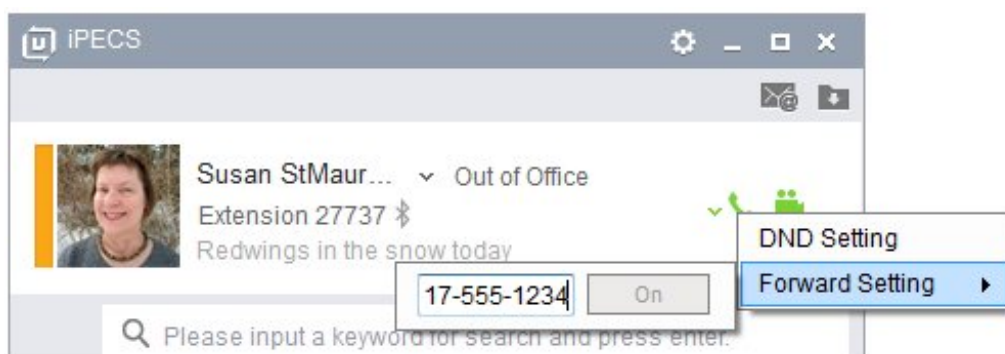 iPECS
Susan StMaur... Out of Office
Extension 27737
Redwings in the snow today
DND Setting
Forward Setting
17-555-1234 On
Please input a keyword for search and press enter.